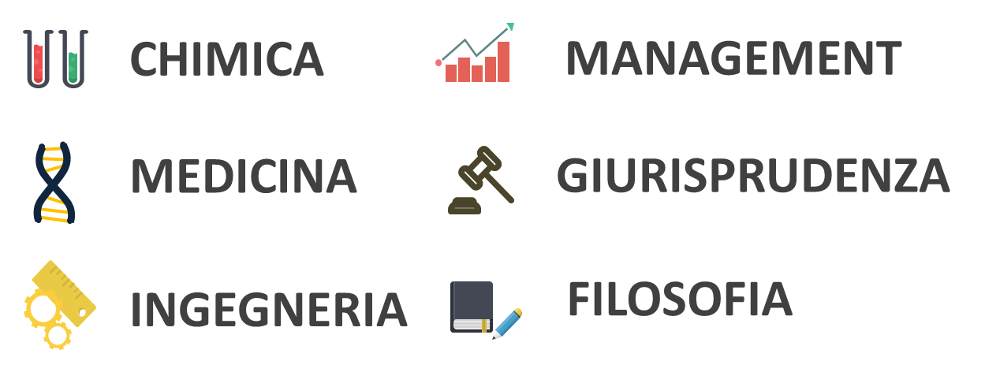 CHIMICA
MANAGEMENT
MEDICINA
GIURISPRUDENZA
INGEGNERIA
FILOSOFIA